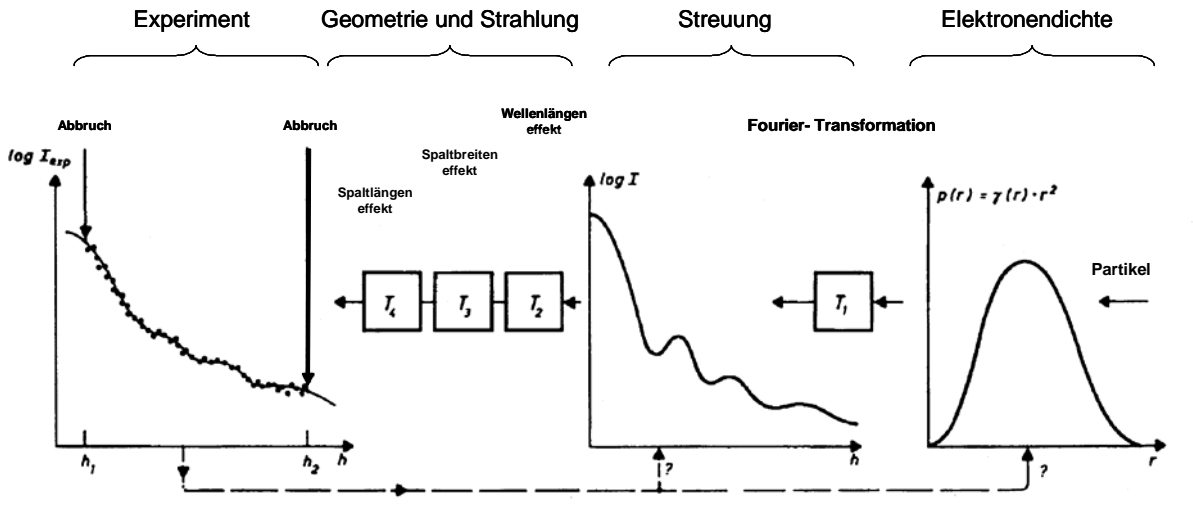 Experiment
Geometrie und Strahlung
Streuung
Elektronendichte
Abbruch
Abbruch
Wellenlängen
effekt
Fourier- Transformation
Spaltbreiten
effekt
Spaltlängen
effekt
log I_exp
log I
p(r) = γ(r)·r²
Partikel
T₄
T₃
T₂
T₁
h₁
h₂
h
?
h
?
r